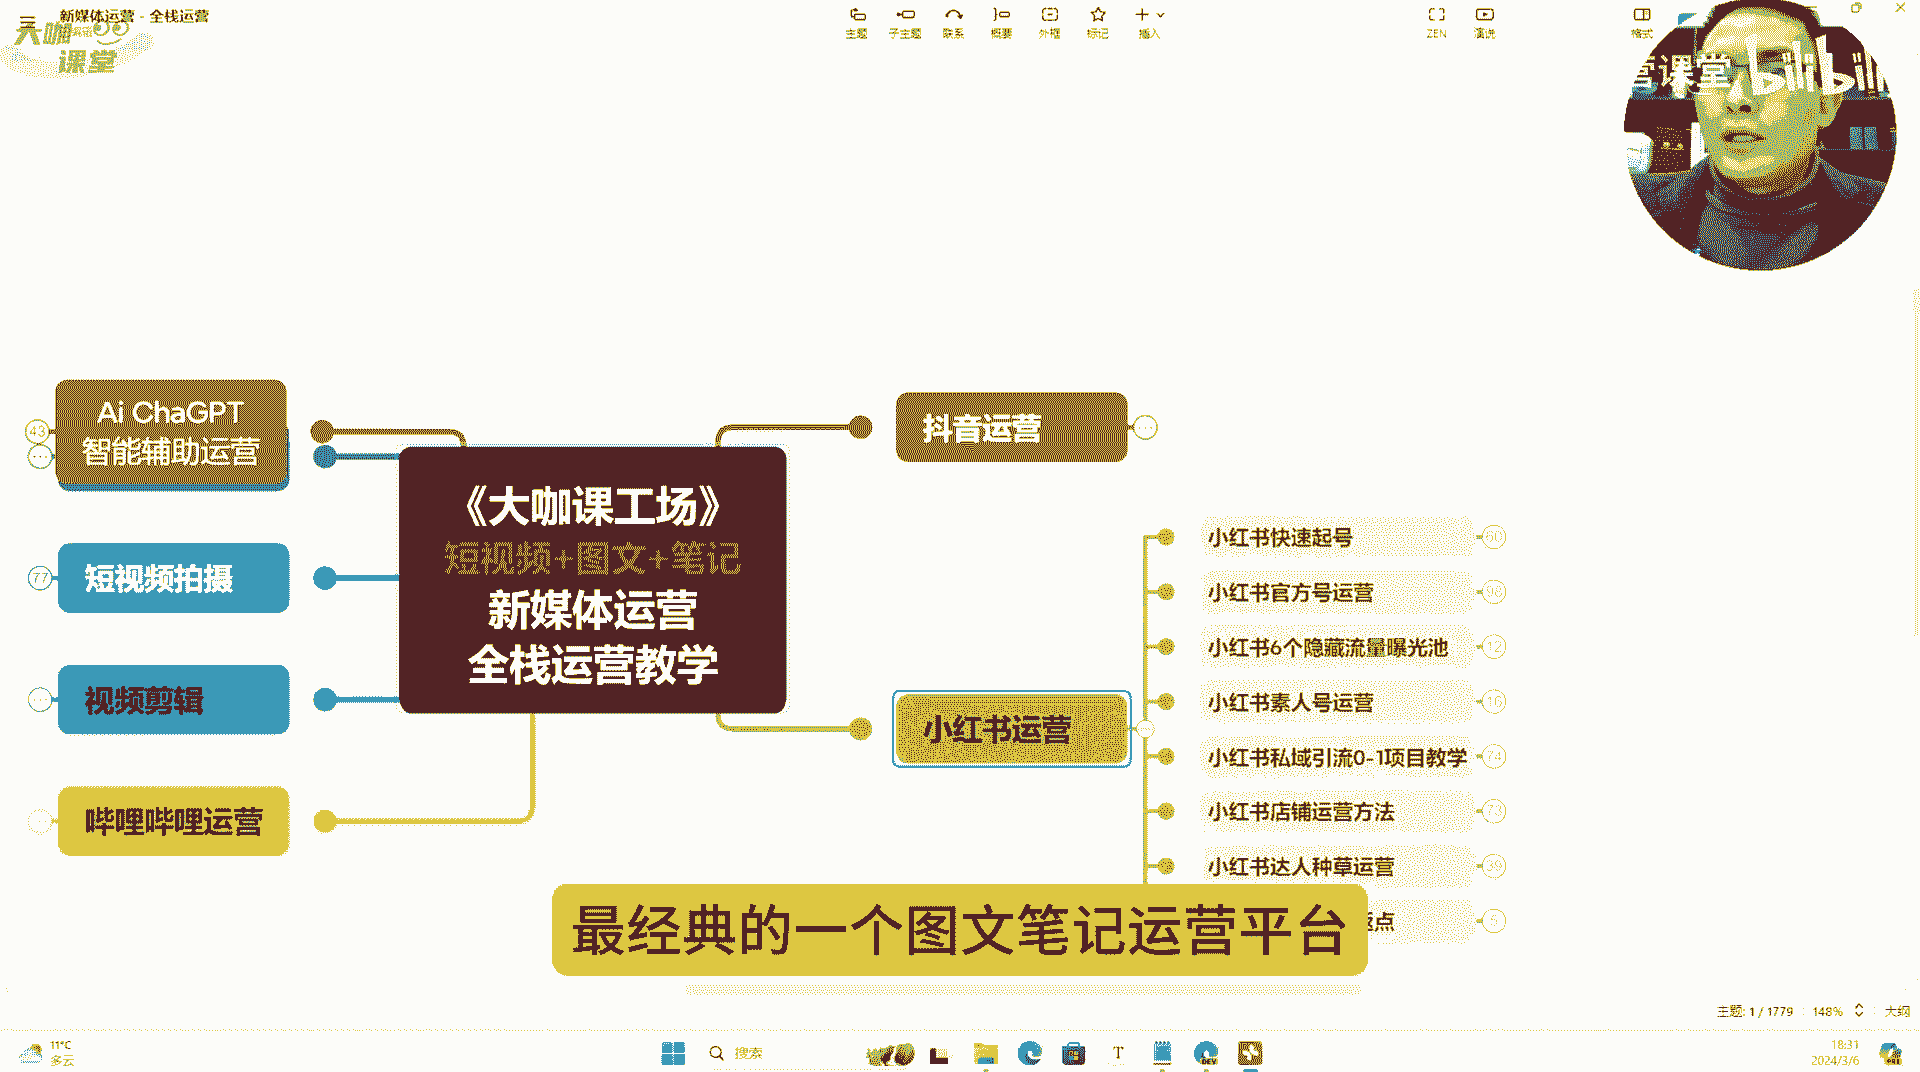 新媒体运营 - 全栈运营
大咖
课堂
主题
子主题
联系
概要
外框
标记
插入
ZEN
演说
格式
营课堂
bilibili
Ai ChaGPT
智能辅助运营
43
短视频拍摄
77
视频剪辑
哔哩哔哩运营
《大咖课工场》
短视频+图文+笔记
新媒体运营
全栈运营教学
抖音运营
小红书运营
小红书快速起号
60
小红书官方号运营
98
小红书6个隐藏流量曝光池
12
小红书素人号运营
16
小红书私域引流0-1项目教学
74
小红书店铺运营方法
73
小红书达人种草运营
39
返点
5
最经典的一个图文笔记运营平台
主题: 1 / 1779
148%
大纲
11°C
多云
搜索
T
DEV
18:31
2024/3/6